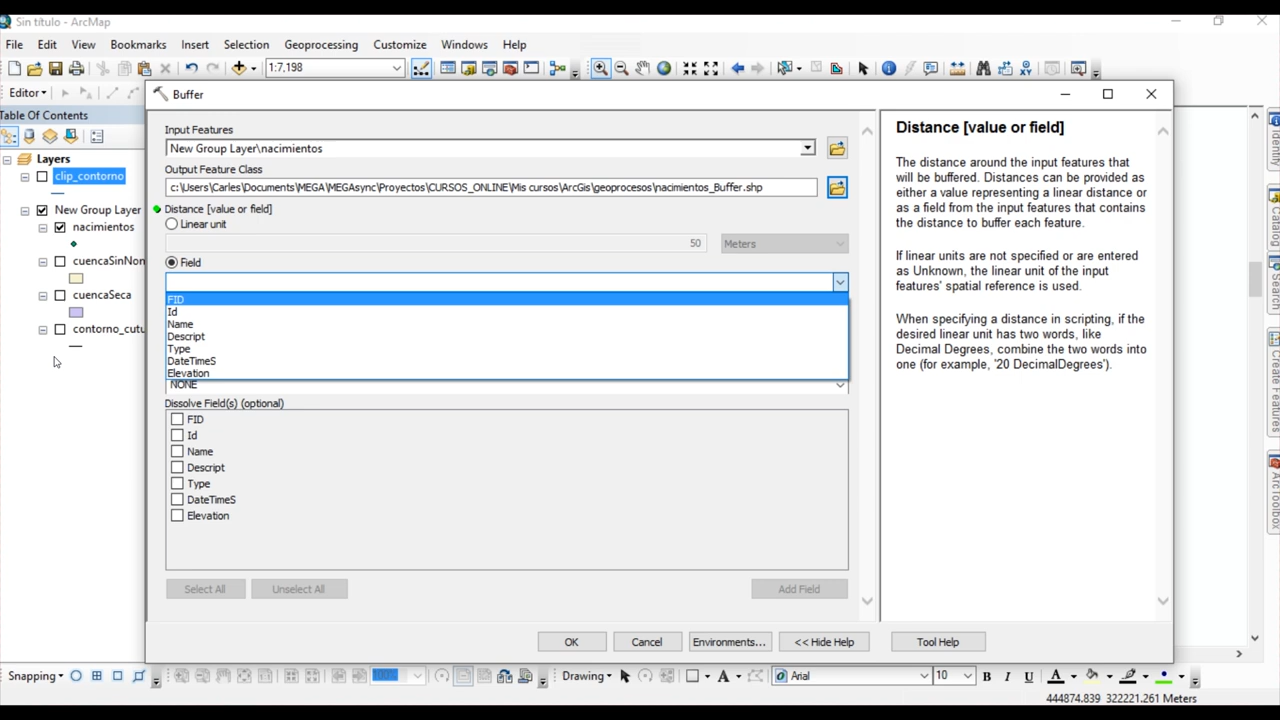 Sin título - ArcMap
File Edit View Bookmarks Insert Selection Geoprocessing Customize Windows Help
1:7,198
Editor
Buffer
Table Of Contents
Layers
clip_contorno
New Group Layer
nacimientos
cuencaSinNon
cuencaSeca
contorno_cutu
Input Features
New Group Layer\nacimientos
Output Feature Class
c:\Users\Carles\Documents\MEGA\MEGAsync\Proyectos\CURSOS_ONLINE\Mis cursos\ArcGis\geoprocesos\nacimientos_Buffer.shp
Distance [value or field]
Linear unit
50 Meters
Field
FID
Id
Name
Descript
Type
DateTimeS
Elevation
NONE
Dissolve Field(s) (optional)
FID
Id
Name
Descript
Type
DateTimeS
Elevation
Select All Unselect All Add Field
OK Cancel Environments... << Hide Help Tool Help
Distance [value or field]
The distance around the input features that
will be buffered. Distances can be provided as
either a value representing a linear distance or
as a field from the input features that contains
the distance to buffer each feature.
If linear units are not specified or are entered
as Unknown, the linear unit of the input
features' spatial reference is used.
When specifying a distance in scripting, if the
desired linear unit has two words, like
Decimal Degrees, combine the two words into
one (for example, '20 DecimalDegrees').
Identify
Catalog
Search
Create Features
ArcToolbox
Snapping 100% Drawing A Arial 10 B I U A A
444874.839 322221.261 Meters